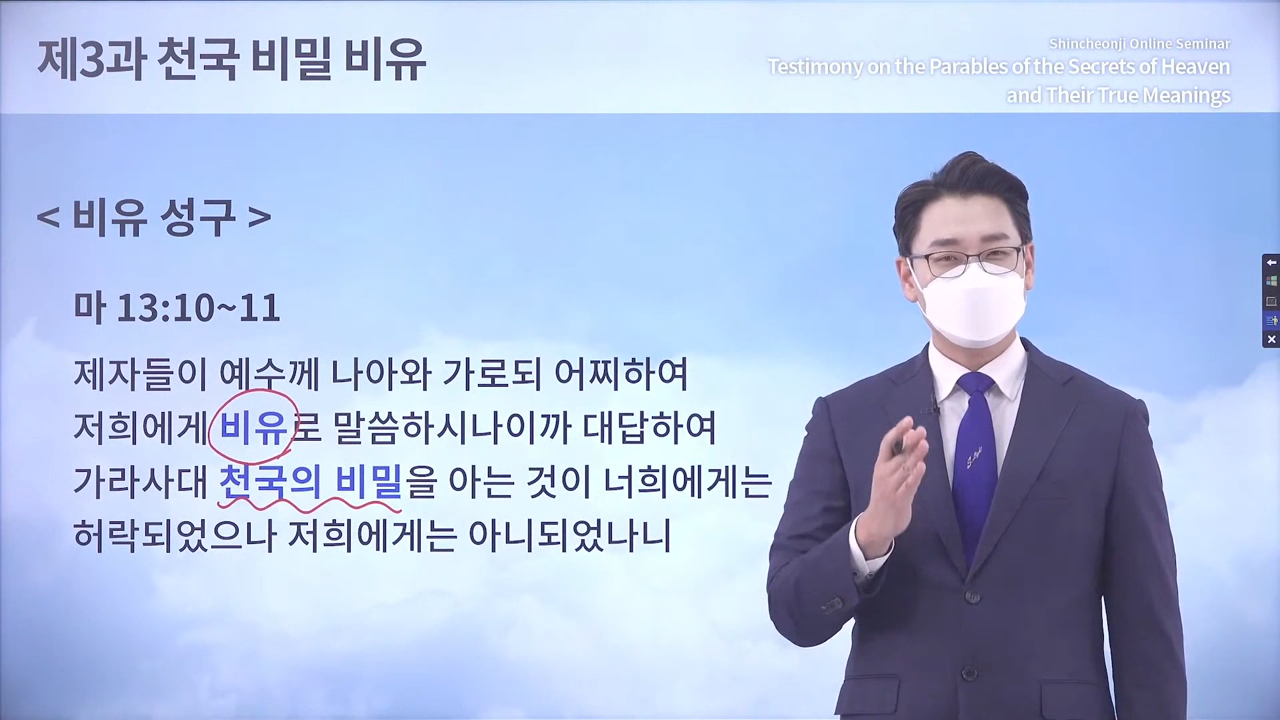 제3과 천국 비밀 비유
Shincheonji Online Seminar
Testimony on the Parables of the Secrets of Heaven
and Their True Meanings
< 비유 성구 >
마 13:10~11
제자들이 예수께 나아와 가로되 어찌하여
저희에게 비유로 말씀하시나이까 대답하여
가라사대 천국의 비밀을 아는 것이 너희에게는
허락되었으나 저희에게는 아니되었나니